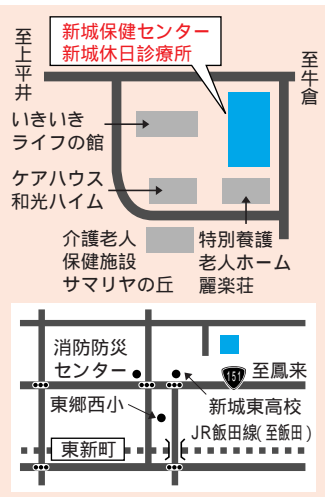 新城保健センター
新城休日診療所
至上平井
至牛倉
いきいき
ライフの館
ケアハウス
和光ハイム
介護老人
保健施設
サマリヤの丘
特別養護
老人ホーム
麗楽荘
消防防災
センター
151
至鳳来
東郷西小
新城東高校
JR飯田線(至飯田)
東新町